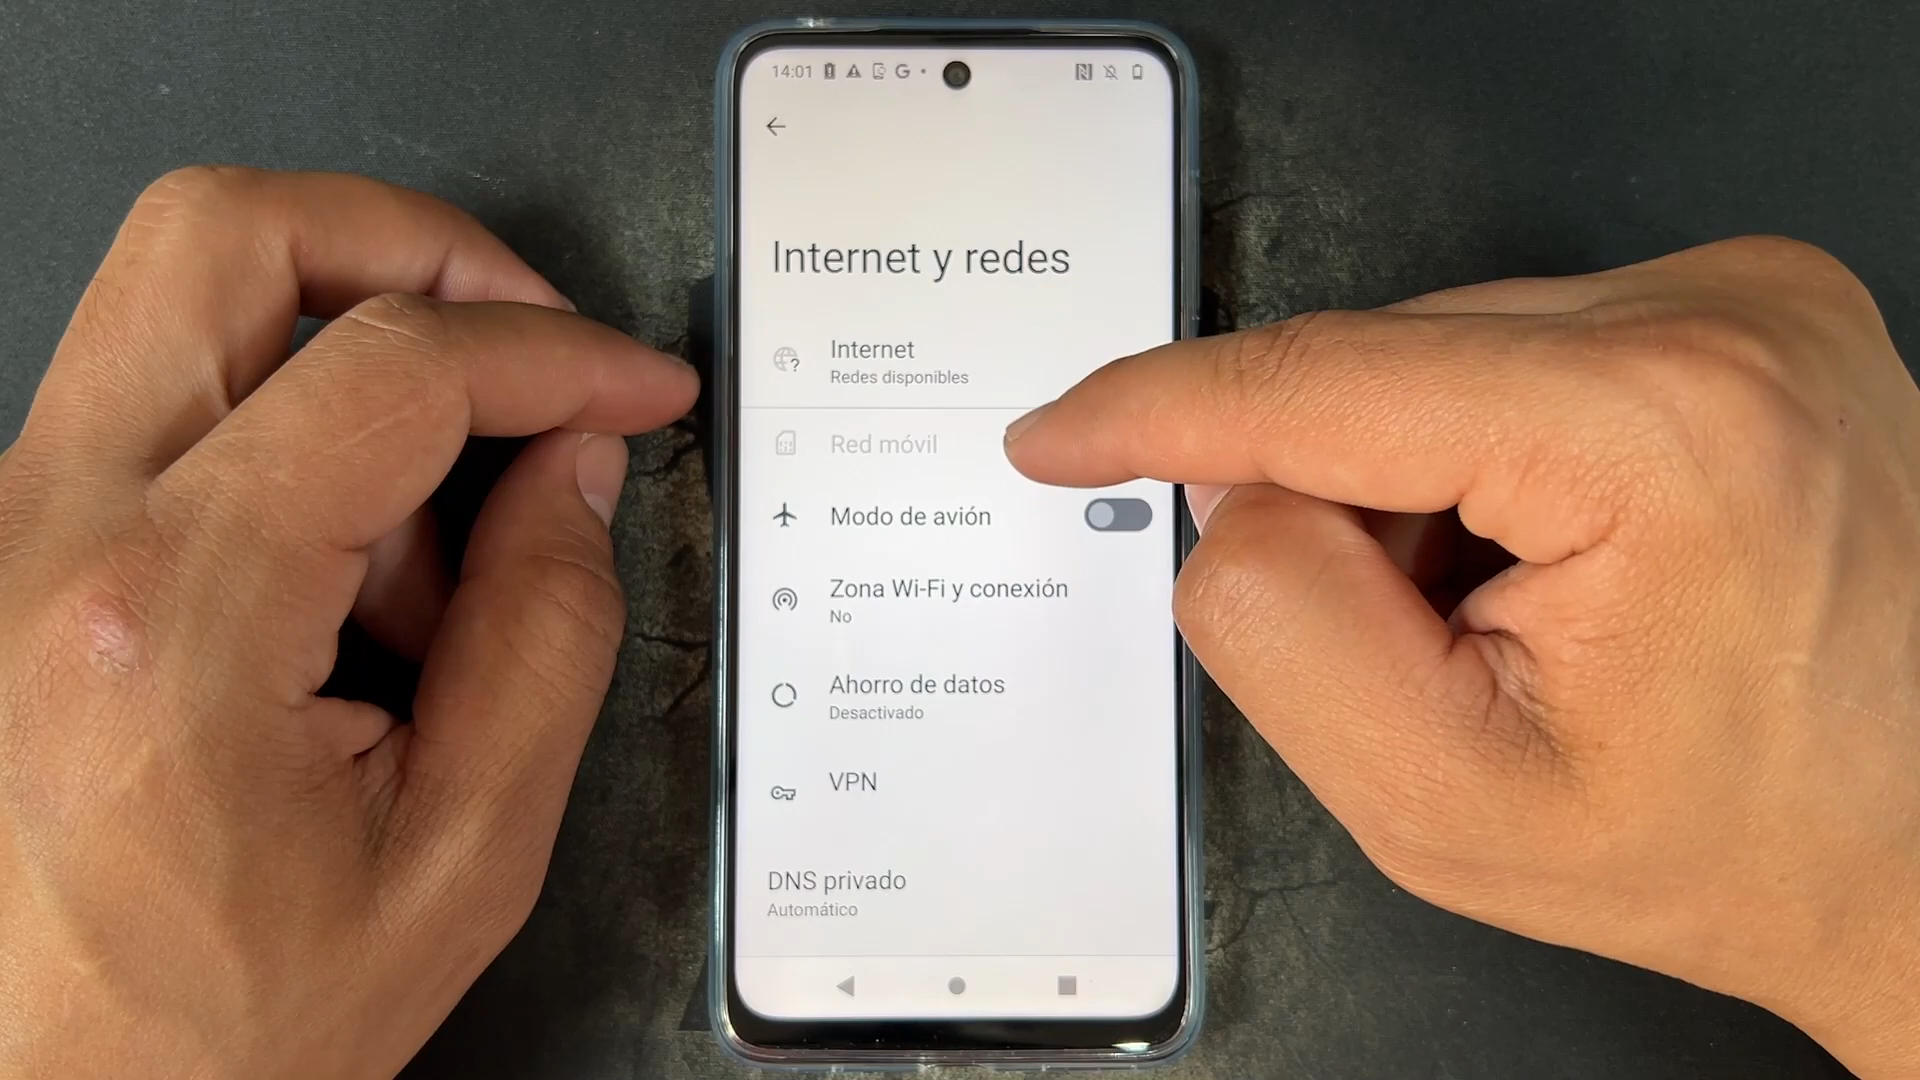 14:01
Internet y redes
Internet
Redes disponibles
Red móvil
Modo de avión
Zona Wi-Fi y conexión
No
Ahorro de datos
Desactivado
VPN
DNS privado
Automático